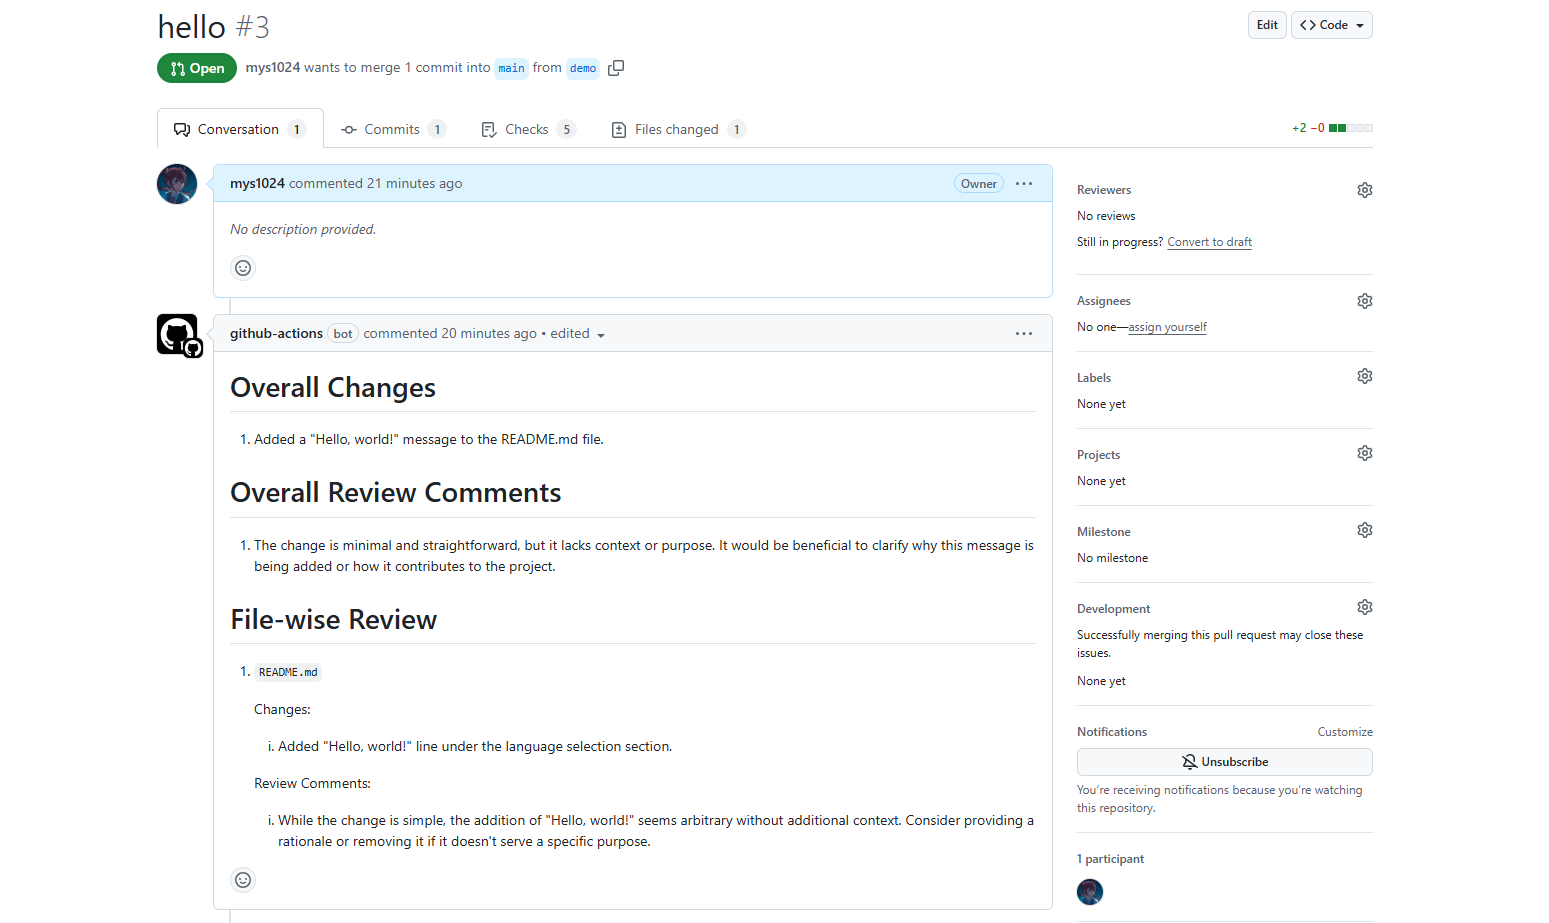 hello #3
Edit
Code
Open
mys1024 wants to merge 1 commit into main from demo
Conversation 1
Commits 1
Checks 5
Files changed 1
+2 −0
mys1024 commented 21 minutes ago
Owner
No description provided.
github-actions bot commented 20 minutes ago • edited
Overall Changes
1. Added a "Hello, world!" message to the README.md file.
Overall Review Comments
1. The change is minimal and straightforward, but it lacks context or purpose. It would be beneficial to clarify why this message is
being added or how it contributes to the project.
File-wise Review
1. README.md
Changes:
i. Added "Hello, world!" line under the language selection section.
Review Comments:
i. While the change is simple, the addition of "Hello, world!" seems arbitrary without additional context. Consider providing a
rationale or removing it if it doesn't serve a specific purpose.
Reviewers
No reviews
Still in progress? Convert to draft
Assignees
No one—assign yourself
Labels
None yet
Projects
None yet
Milestone
No milestone
Development
Successfully merging this pull request may close these
issues.
None yet
Notifications
Customize
Unsubscribe
You're receiving notifications because you're watching
this repository.
1 participant